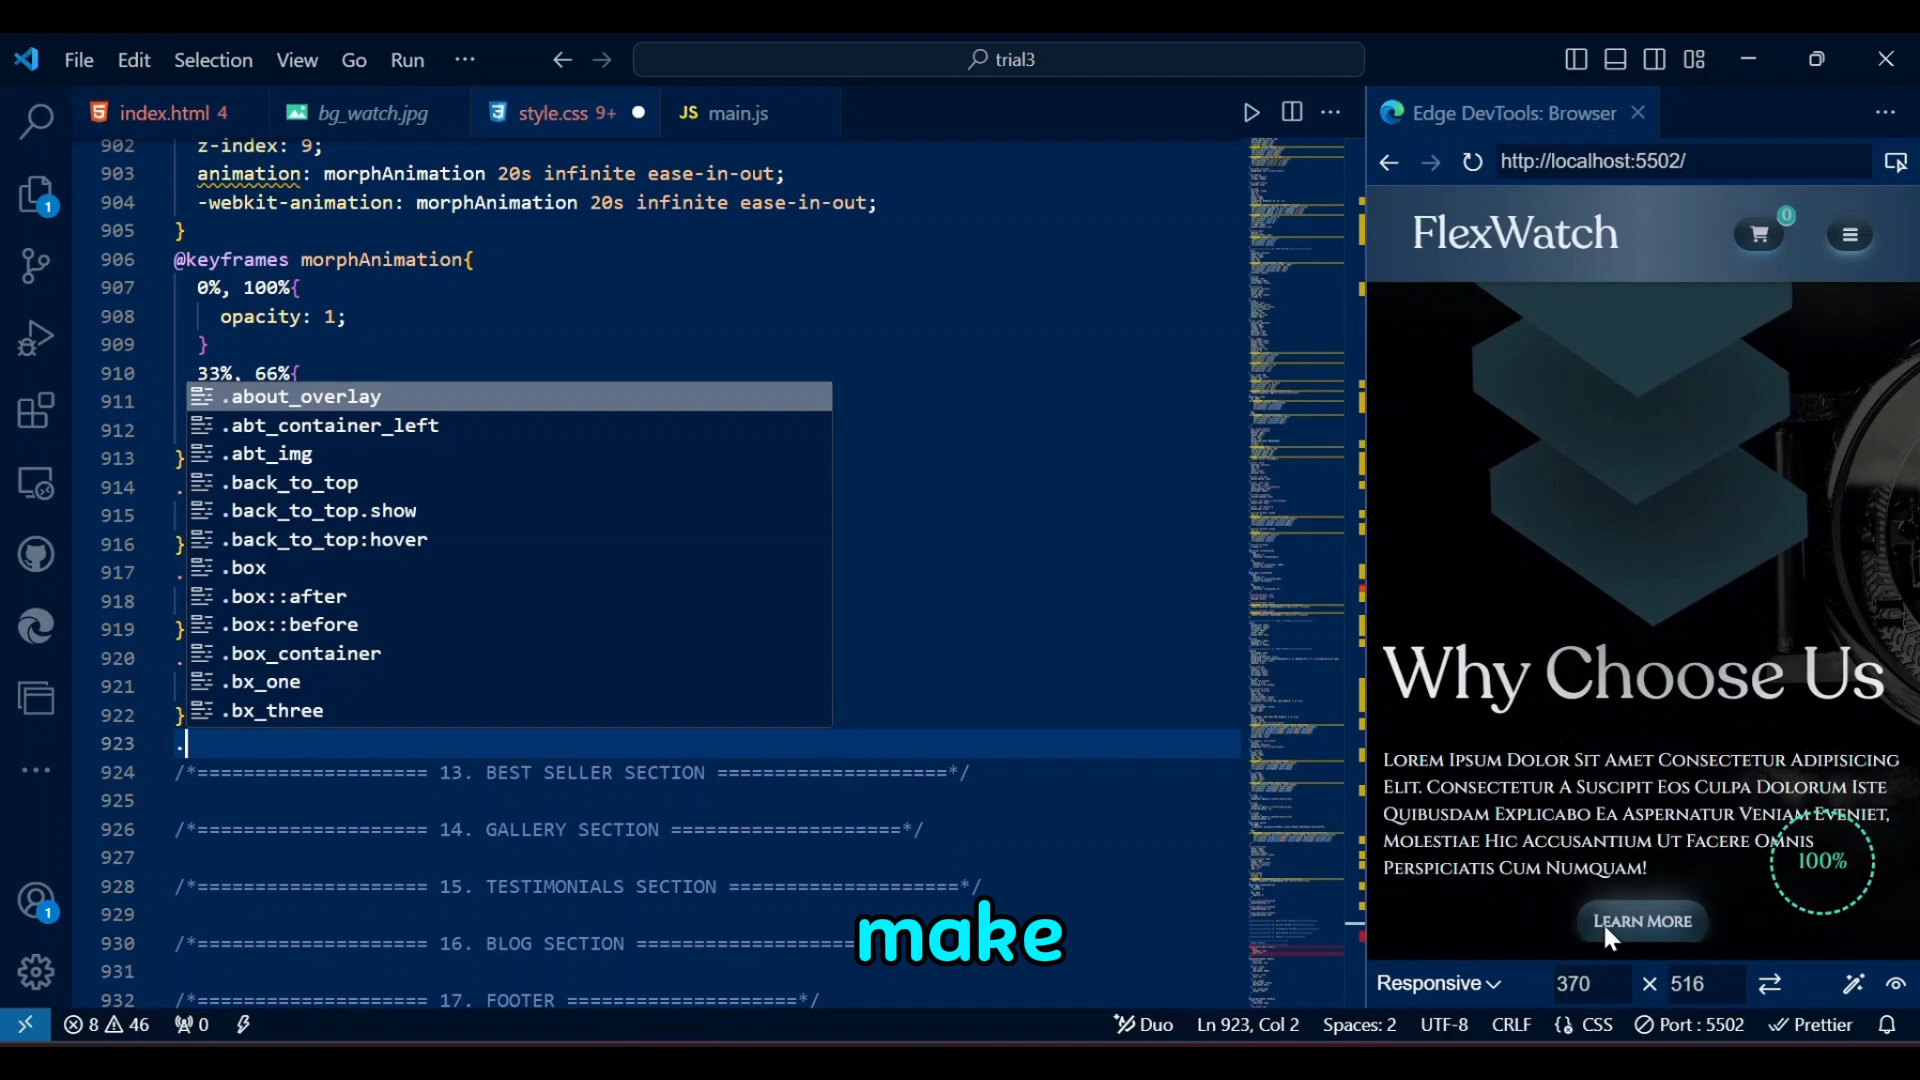 File Edit Selection View Go Run ... trial3
index.html 4 bg_watch.jpg style.css 9+ JS main.js
Edge DevTools: Browser
http://localhost:5502/
902 z-index: 9;
903 animation: morphAnimation 20s infinite ease-in-out;
904 -webkit-animation: morphAnimation 20s infinite ease-in-out;
905 }
906 @keyframes morphAnimation{
907 0%, 100%{
908 opacity: 1;
909 }
910 33%, 66%{
911 .about_overlay
912 .abt_container_left
913 } .abt_img
914 . .back_to_top
915 .back_to_top.show
916 } .back_to_top:hover
917 . .box
918 .box::after
919 } .box::before
920 . .box_container
921 .bx_one
922 } .bx_three
923 .
924 /*==================== 13. BEST SELLER SECTION ====================*/
925
926 /*==================== 14. GALLERY SECTION ====================*/
927
928 /*==================== 15. TESTIMONIALS SECTION ====================*/
929
930 /*==================== 16. BLOG SECTION ===================
931
932 /*==================== 17. FOOTER ====================*/
make
FlexWatch 0
Why Choose Us
Lorem Ipsum Dolor Sit Amet Consectetur Adipisicing
Elit. Consectetur A Suscipit Eos Culpa Dolorum Iste
Quibusdam Explicabo Ea Aspernatur Veniam Eveniet,
Molestiae Hic Accusantium Ut Facere Omnis
Perspiciatis Cum Numquam!
100%
Learn More
Responsive 370 × 516
1
1
8 46 0 Duo Ln 923, Col 2 Spaces: 2 UTF-8 CRLF CSS Port : 5502 Prettier